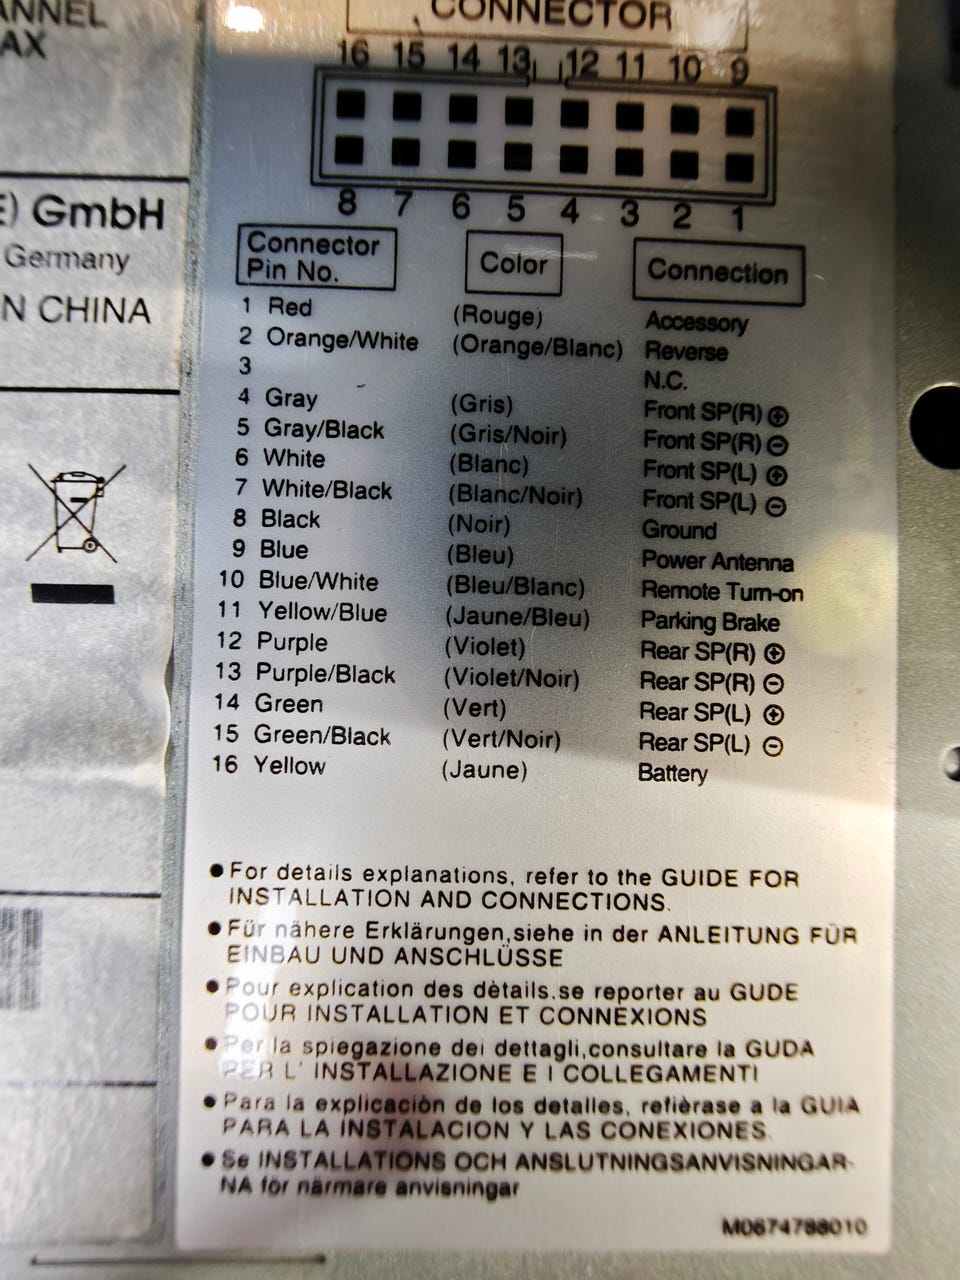 ANNEL
AX
E) GmbH
Germany
N CHINA
CONNECTOR
16 15 14 13 12 11 10 9
8 7 6 5 4 3 2 1
Connector Pin No. Color Connection
1 Red (Rouge) Accessory
2 Orange/White (Orange/Blanc) Reverse
3 N.C.
4 Gray (Gris) Front SP(R) ⊕
5 Gray/Black (Gris/Noir) Front SP(R) ⊖
6 White (Blanc) Front SP(L) ⊕
7 White/Black (Blanc/Noir) Front SP(L) ⊖
8 Black (Noir) Ground
9 Blue (Bleu) Power Antenna
10 Blue/White (Bleu/Blanc) Remote Turn-on
11 Yellow/Blue (Jaune/Bleu) Parking Brake
12 Purple (Violet) Rear SP(R) ⊕
13 Purple/Black (Violet/Noir) Rear SP(R) ⊖
14 Green (Vert) Rear SP(L) ⊕
15 Green/Black (Vert/Noir) Rear SP(L) ⊖
16 Yellow (Jaune) Battery
● For details explanations, refer to the GUIDE FOR
INSTALLATION AND CONNECTIONS.
● Für nähere Erklärungen,siehe in der ANLEITUNG FÜR
EINBAU UND ANSCHLÜSSE
● Pour explication des dètails.se reporter au GUDE
POUR INSTALLATION ET CONNEXIONS
● Per la spiegazione dei dettagli,consultare la GUDA
PER L' INSTALLAZIONE E I COLLEGAMENTI
● Para la explicaciòn de los detalles, refièrase a la GUIA
PARA LA INSTALACION Y LAS CONEXIONES.
● Se INSTALLATIONS OCH ANSLUTNINGSANVISNINGAR-
NA för närmare anvisningar
M0674788010